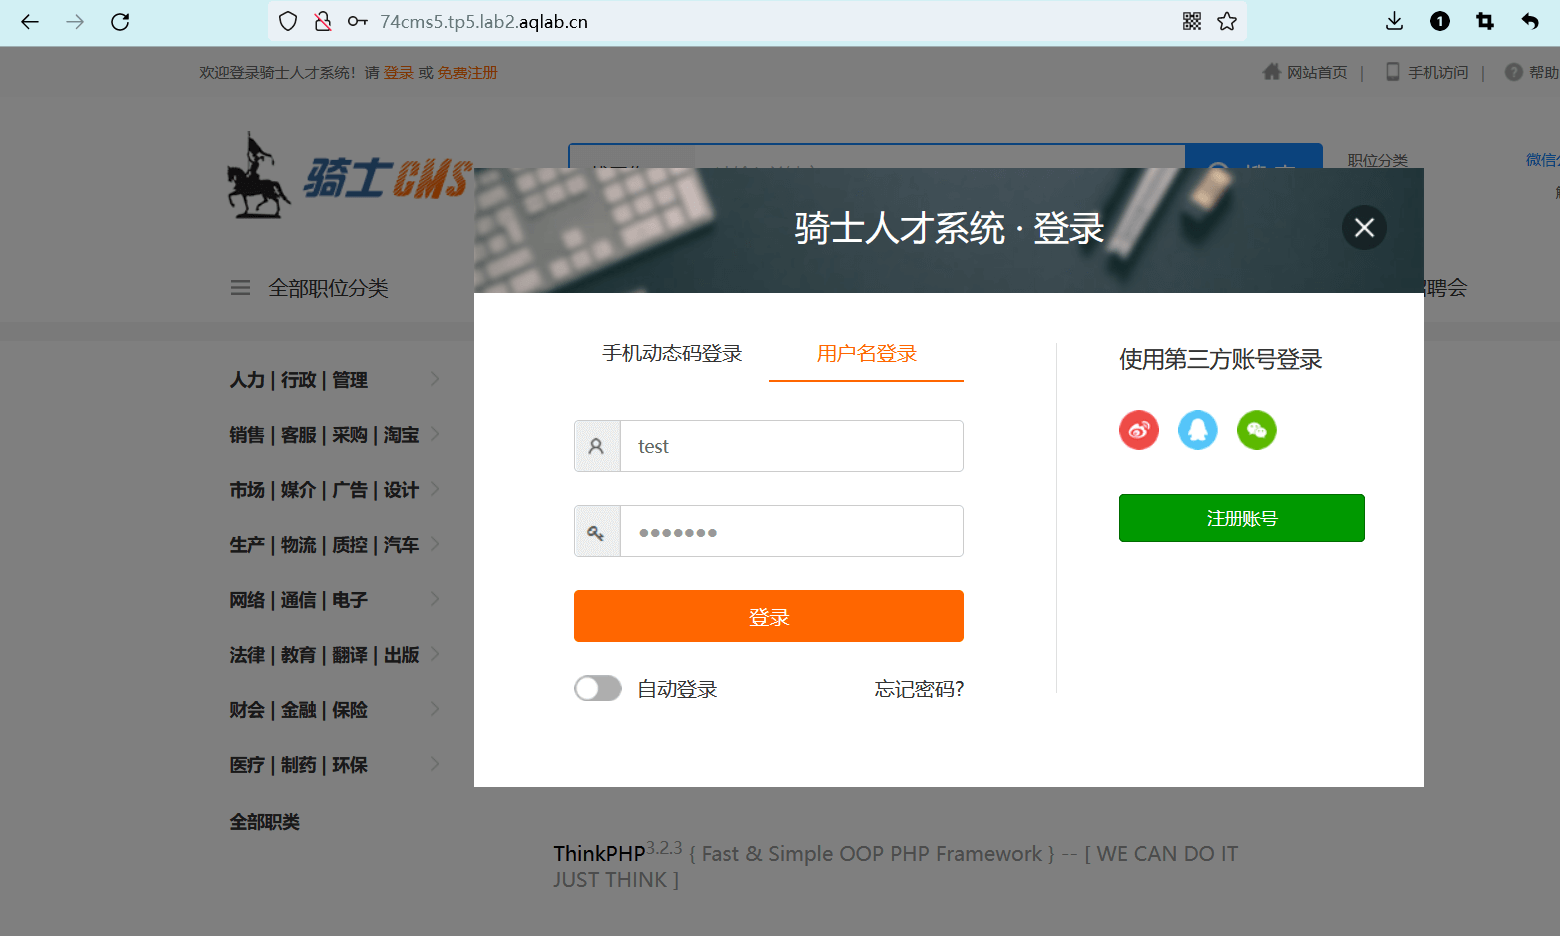 74cms5.tp5.lab2.aqlab.cn
1
欢迎登录骑士人才系统！请 登录 或 免费注册
网站首页 | 手机访问 | 帮助
骑士CMS
职位分类
骑士人才系统 · 登录
全部职位分类
聘会
手机动态码登录 用户名登录
使用第三方账号登录
人力 | 行政 | 管理
销售 | 客服 | 采购 | 淘宝
test
市场 | 媒介 | 广告 | 设计
注册账号
生产 | 物流 | 质控 | 汽车
网络 | 通信 | 电子
登录
法律 | 教育 | 翻译 | 出版
自动登录 忘记密码?
财会 | 金融 | 保险
医疗 | 制药 | 环保
全部职类
ThinkPHP3.2.3 { Fast & Simple OOP PHP Framework } -- [ WE CAN DO IT
JUST THINK ]